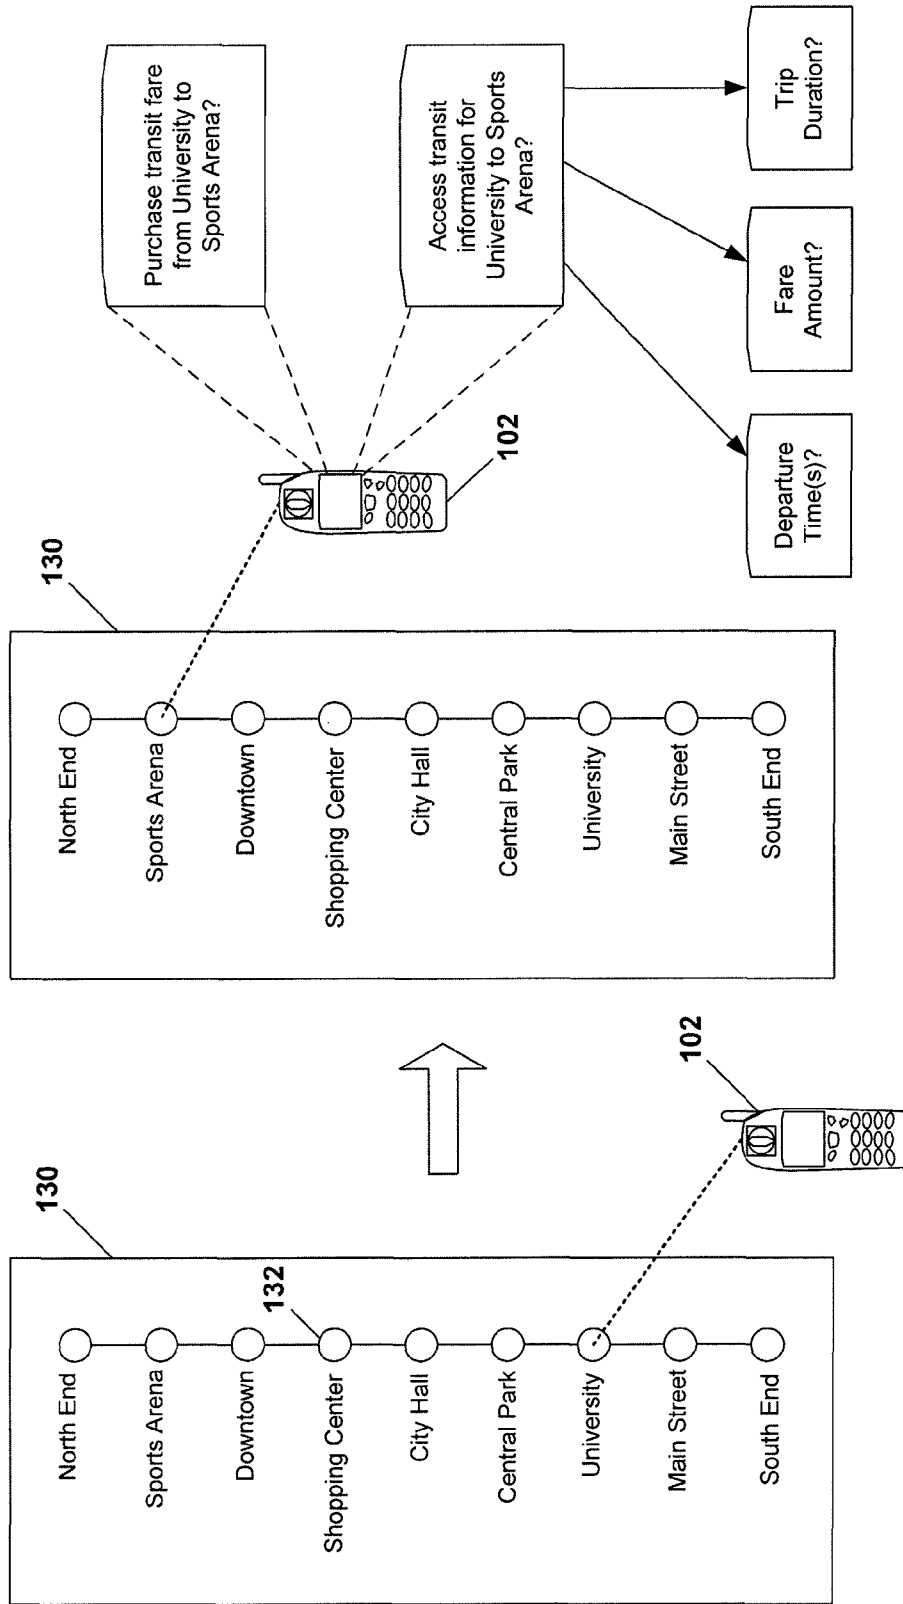 130
North End
Sports Arena
Downtown
132
Shopping Center
City Hall
Central Park
University
Main Street
South End
102
130
North End
Sports Arena
Downtown
Shopping Center
City Hall
Central Park
University
Main Street
South End
102
Purchase transit fare
from University to
Sports Arena?
Access transit
information for
University to Sports
Arena?
Departure
Time(s)?
Fare
Amount?
Trip
Duration?